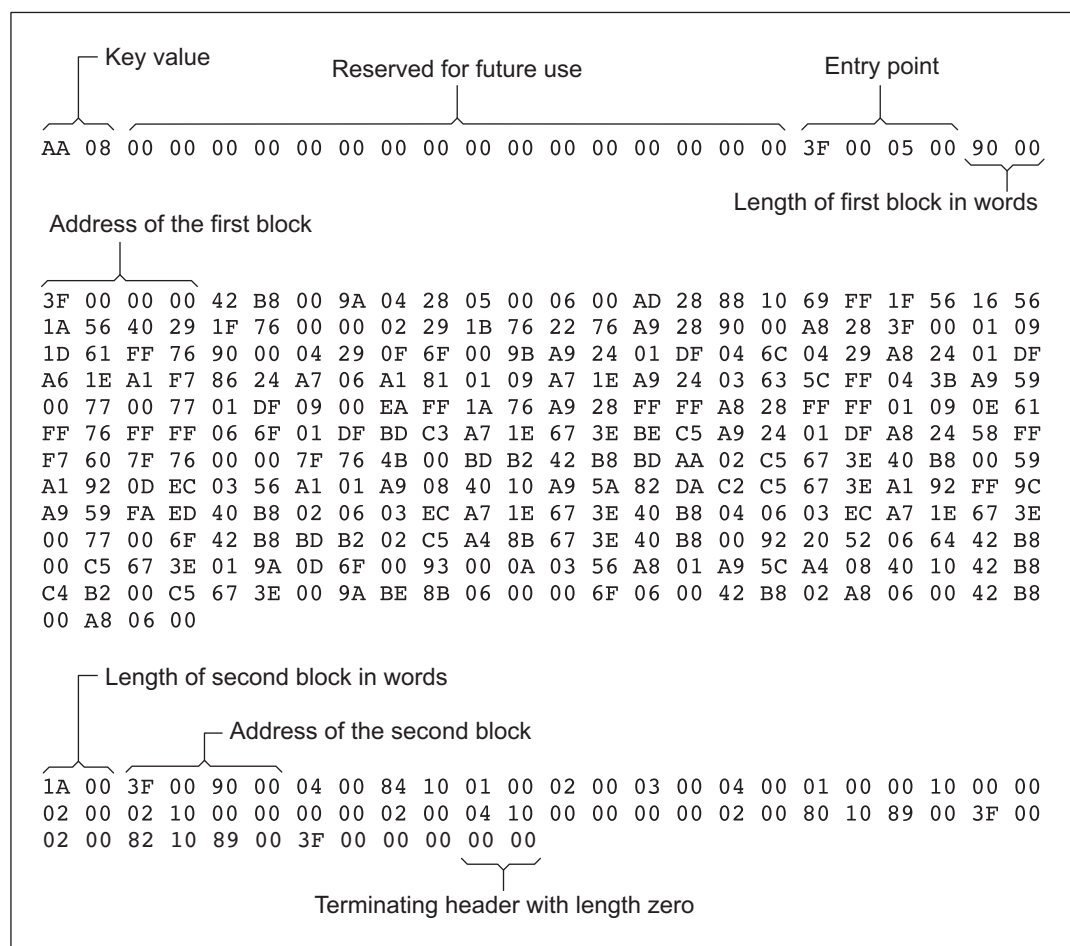 Key value
Reserved for future use
Entry point
AA 08 00 00 00 00 00 00 00 00 00 00 00 00 00 00 00 00 3F 00 05 00 90 00
Length of first block in words
Address of the first block
3F 00 00 00 42 B8 00 9A 04 28 05 00 06 00 AD 28 88 10 69 FF 1F 56 16 56
1A 56 40 29 1F 76 00 00 02 29 1B 76 22 76 A9 28 90 00 A8 28 3F 00 01 09
1D 61 FF 76 90 00 04 29 0F 6F 00 9B A9 24 01 DF 04 6C 04 29 A8 24 01 DF
A6 1E A1 F7 86 24 A7 06 A1 81 01 09 A7 1E A9 24 03 63 5C FF 04 3B A9 59
00 77 00 77 01 DF 09 00 EA FF 1A 76 A9 28 FF FF A8 28 FF FF 01 09 0E 61
FF 76 FF FF 06 6F 01 DF BD C3 A7 1E 67 3E BE C5 A9 24 01 DF A8 24 58 FF
F7 60 7F 76 00 00 7F 76 4B 00 BD B2 42 B8 BD AA 02 C5 67 3E 40 B8 00 59
A1 92 0D EC 03 56 A1 01 A9 08 40 10 A9 5A 82 DA C2 C5 67 3E A1 92 FF 9C
A9 59 FA ED 40 B8 02 06 03 EC A7 1E 67 3E 40 B8 04 06 03 EC A7 1E 67 3E
00 77 00 6F 42 B8 BD B2 02 C5 A4 8B 67 3E 40 B8 00 92 20 52 06 64 42 B8
00 C5 67 3E 01 9A 0D 6F 00 93 00 0A 03 56 A8 01 A9 5C A4 08 40 10 42 B8
C4 B2 00 C5 67 3E 00 9A BE 8B 06 00 00 6F 06 00 42 B8 02 A8 06 00 42 B8
00 A8 06 00
Length of second block in words
Address of the second block
1A 00 3F 00 90 00 04 00 84 10 01 00 02 00 03 00 04 00 01 00 00 10 00 00
02 00 02 10 00 00 00 00 02 00 04 10 00 00 00 00 02 00 80 10 89 00 3F 00
02 00 82 10 89 00 3F 00 00 00 00 00
Terminating header with length zero